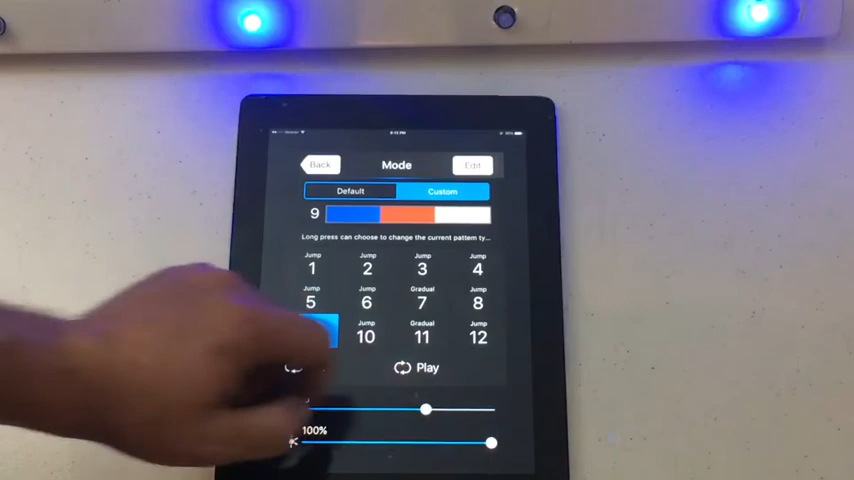 Back Mode Edit
Default Custom
9
Long press can choose to change the current pattem ty...
Jump Jump Jump Jump
1 2 3 4
Jump Jump Gradual Jump
5 6 7 8
Jump Gradual Jump
10 11 12
Play
100%